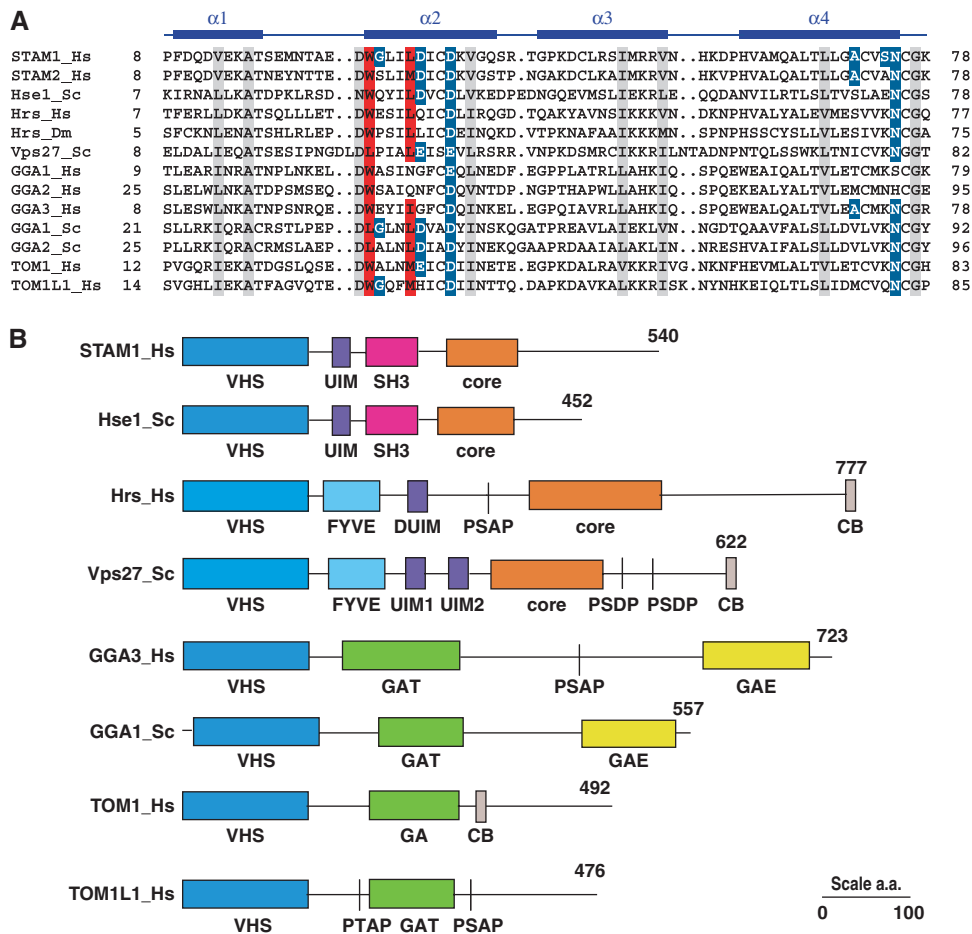 A
α1 α2 α3 α4
STAM1_Hs 8 PFDQDVEKATSEMNTAE..DWGLILDICDKVGQSR.TGPKDCLRSIMRRVN..HKDPHVAMQALTLLGACVSNCGK 78
STAM2_Hs 8 PFEQDVEKATNEYNTTE..DWSLIMDICDKVGSTP.NGAKDCLKAIMKRVN..HKVPHVALQALTLLGACVANCGK 78
Hse1_Sc 7 KIRNALLKATDPKLRSD..NWQYILDVCDLVKEDPEDNGQEVMSLIEKRLE..QQDANVILRTLSLTVSLAENCGS 78
Hrs_Hs 7 TFERLLDKATSQLLLET..DWESILQICDLIRQGD.TQAKYAVNSIKKKVN..DKNPHVALYALEVMESVVKNCGQ 77
Hrs_Dm 5 SFCKNLENATSHLRLEP..DWPSILLICDEINQKD.VTPKNAFAAIKKKMN..SPNPHSSCYSLLVLESIVKNCGA 75
Vps27_Sc 8 ELDALIEQATSESIPNGDLDLPIALEISEVLRSRR.VNPKDSMRCIKKRILNTADNPNTQLSSWKLTNICVKNGGT 82
GGA1_Hs 9 TLEARINRATNPLNKEL..DWASINGFCEQLNEDF.EGPPLATRLLAHKIQ..SPQEWEAIQALTVLETCMKSCGK 79
GGA2_Hs 25 SLELWLNKATDPSMSEQ..DWSAIQNFCDQVNTDP.NGPTHAPWLLAHKIQ..SPQEKEALYALTVLEMCMNHCGE 95
GGA3_Hs 8 SLESWLNKATNPSNRQE..DWEYIIGFCDQINKEL.EGPQIAVRLLAHKIQ..SPQEWEALQALTVLEACMKNCGR 78
GGA1_Sc 21 SLLRKIQRACRSTLPEP..DLGLNLDVADYINSKQGATPREAVLAIEKLVN..NGDTQAAVFALSLLDVLVKNCGY 92
GGA2_Sc 25 PLLRKIQRACRMSLAEP..DLALNLDIADYINEKQGAAPRDAAIALAKLIN..NRESHVAIFALSLLDVLVKNCGY 96
TOM1_Hs 12 PVGQRIEKATDGSLQSE..DWALNMEICDIINETE.EGPKDALRAVKKRIVG.NKNFHEVMLALTVLETCVKNCGH 83
TOM1L1_Hs 14 SVGHLIEKATFAGVQTE..DWGQFMHICDIINTTQ.DGPKDAVKALKKRISK.NYNHKEIQLTLSLIDMCVQNCGP 85
B
STAM1_Hs 540
VHS UIM SH3 core
Hse1_Sc 452
VHS UIM SH3 core
Hrs_Hs 777
VHS FYVE DUIM PSAP core CB
Vps27_Sc 622
VHS FYVE UIM1 UIM2 core PSDP PSDP CB
GGA3_Hs 723
VHS GAT PSAP GAE
GGA1_Sc 557
VHS GAT GAE
TOM1_Hs 492
VHS GA CB
TOM1L1_Hs 476
VHS PTAP GAT PSAP
Scale a.a.
0 100